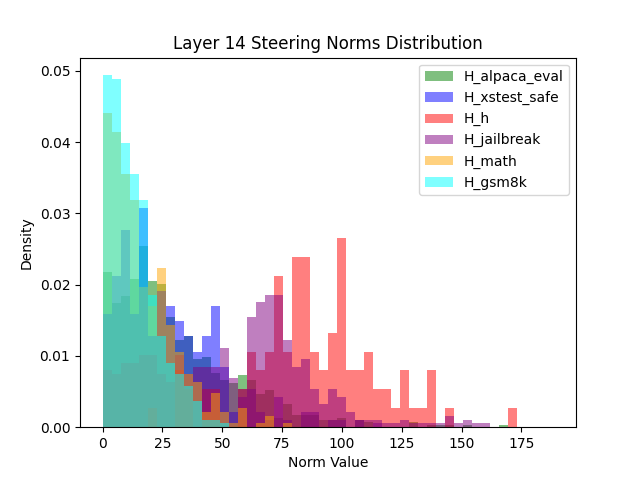 Layer 14 Steering Norms Distribution
H_alpaca_eval
H_xstest_safe
H_h
H_jailbreak
H_math
H_gsm8k
Density
0.05
0.04
0.03
0.02
0.01
0.00
0 25 50 75 100 125 150 175
Norm Value